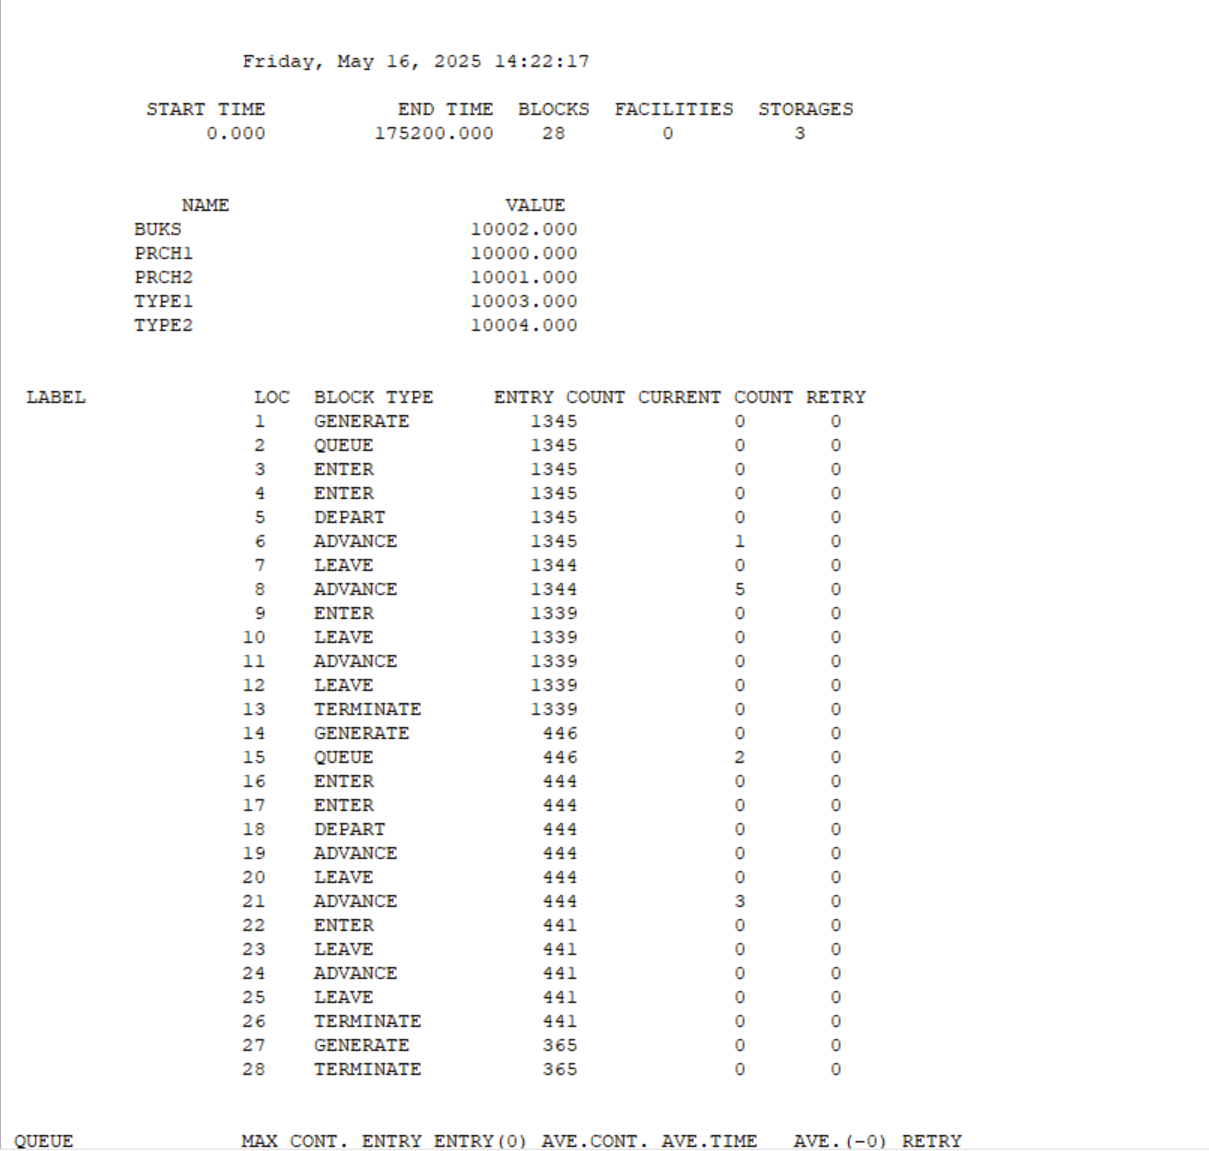 Friday, May 16, 2025 14:22:17
START TIME END TIME BLOCKS FACILITIES STORAGES
0.000 175200.000 28 0 3
NAME VALUE
BUKS 10002.000
PRCH1 10000.000
PRCH2 10001.000
TYPE1 10003.000
TYPE2 10004.000
LABEL LOC BLOCK TYPE ENTRY COUNT CURRENT COUNT RETRY
1 GENERATE 1345 0 0
2 QUEUE 1345 0 0
3 ENTER 1345 0 0
4 ENTER 1345 0 0
5 DEPART 1345 0 0
6 ADVANCE 1345 1 0
7 LEAVE 1344 0 0
8 ADVANCE 1344 5 0
9 ENTER 1339 0 0
10 LEAVE 1339 0 0
11 ADVANCE 1339 0 0
12 LEAVE 1339 0 0
13 TERMINATE 1339 0 0
14 GENERATE 446 0 0
15 QUEUE 446 2 0
16 ENTER 444 0 0
17 ENTER 444 0 0
18 DEPART 444 0 0
19 ADVANCE 444 0 0
20 LEAVE 444 0 0
21 ADVANCE 444 3 0
22 ENTER 441 0 0
23 LEAVE 441 0 0
24 ADVANCE 441 0 0
25 LEAVE 441 0 0
26 TERMINATE 441 0 0
27 GENERATE 365 0 0
28 TERMINATE 365 0 0
QUEUE MAX CONT. ENTRY ENTRY(0) AVE.CONT. AVE.TIME AVE.(-0) RETRY